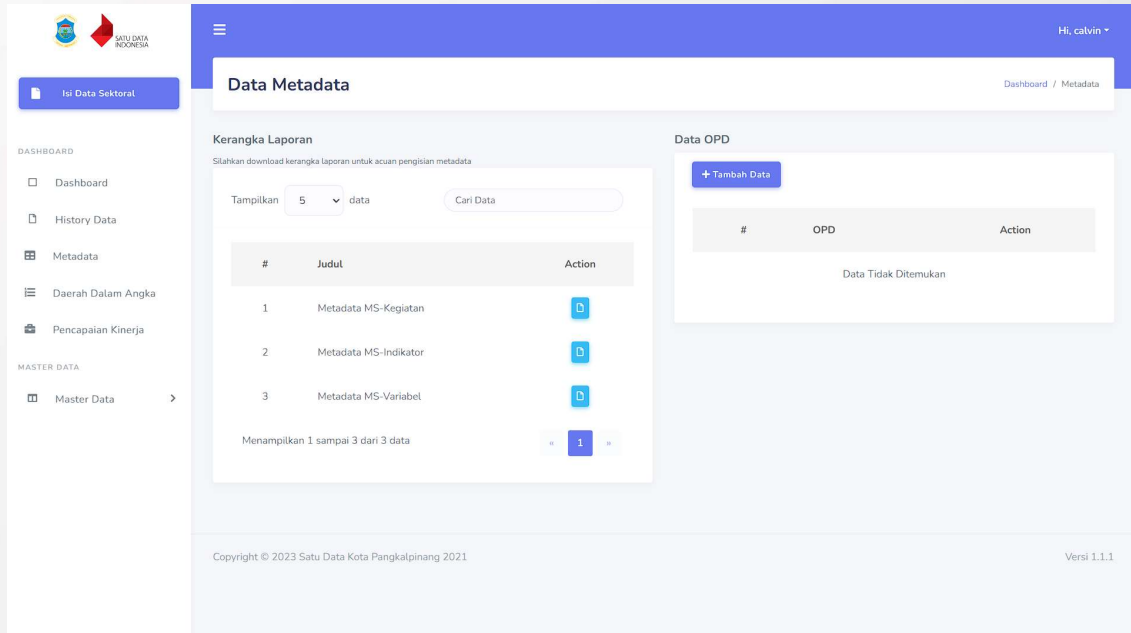 SATU DATA
INDONESIA
Hi, calvin
Isi Data Sektoral
Data Metadata
Dashboard / Metadata
DASHBOARD
Dashboard
History Data
Metadata
Daerah Dalam Angka
Pencapaian Kinerja
MASTER DATA
Master Data
Kerangka Laporan
Silahkan download kerangka laporan untuk acuan pengisian metadata
Tampilkan 5 data Cari Data
# Judul Action
1 Metadata MS-Kegiatan
2 Metadata MS-Indikator
3 Metadata MS-Variabel
Menampilkan 1 sampai 3 dari 3 data « 1 »
Data OPD
+ Tambah Data
# OPD Action
Data Tidak Ditemukan
Copyright © 2023 Satu Data Kota Pangkalpinang 2021 Versi 1.1.1